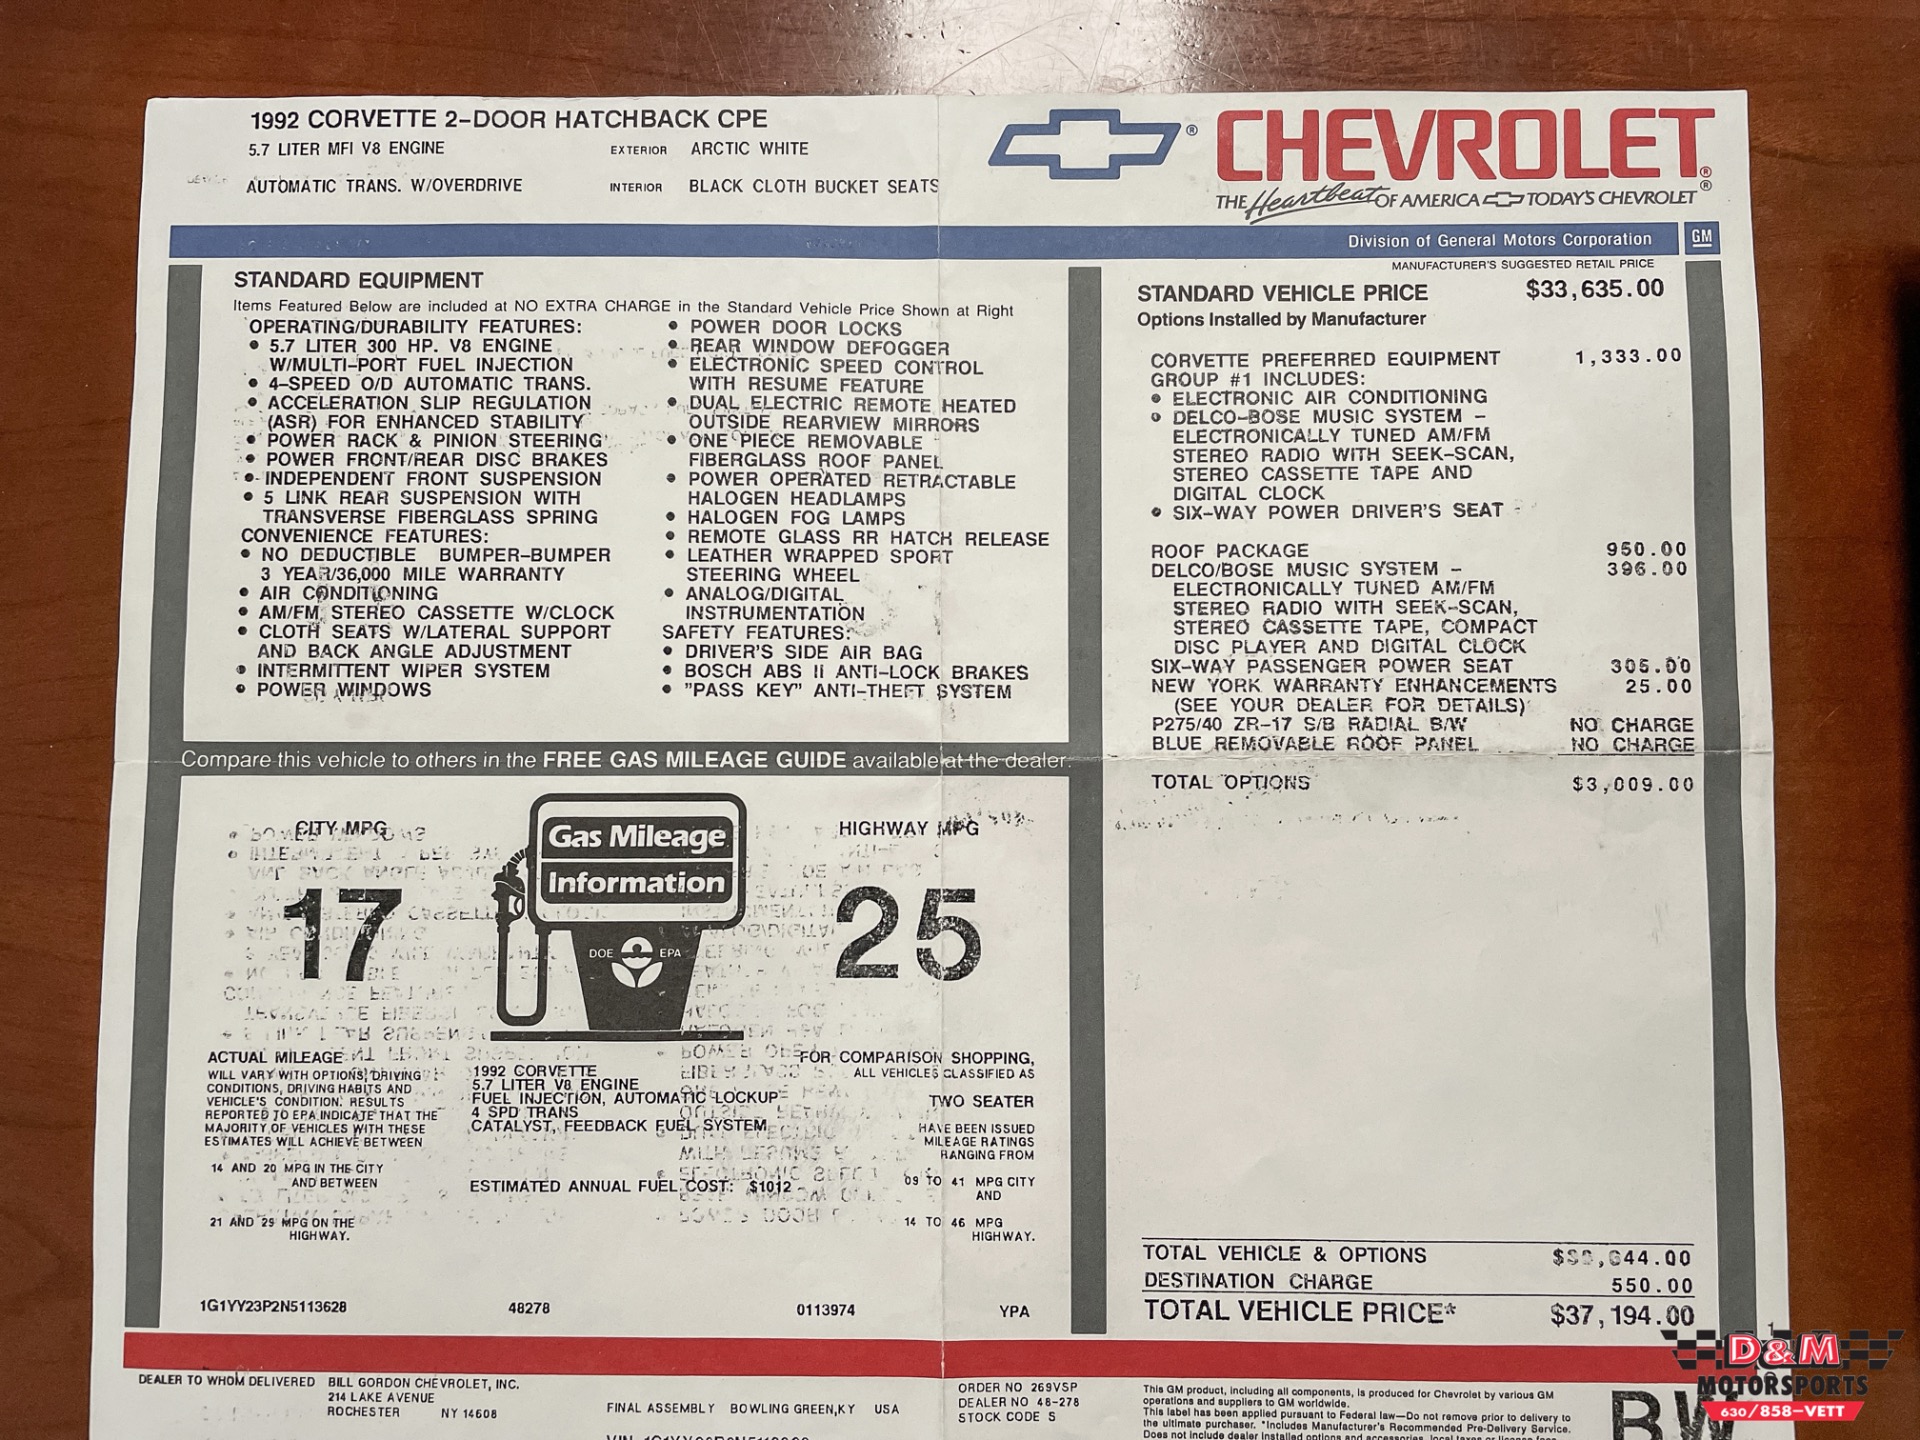 1992 CORVETTE 2-DOOR HATCHBACK CPE
5.7 LITER MFI V8 ENGINE
EXTERIOR ARCTIC WHITE
AUTOMATIC TRANS. W/OVERDRIVE
INTERIOR BLACK CLOTH BUCKET SEATS
® CHEVROLET®
THE Heartbeat OF AMERICA TODAY'S CHEVROLET®
Division of General Motors Corporation GM
STANDARD EQUIPMENT
Items Featured Below are included at NO EXTRA CHARGE in the Standard Vehicle Price Shown at Right
OPERATING/DURABILITY FEATURES:
• 5.7 LITER 300 HP. V8 ENGINE
W/MULTI-PORT FUEL INJECTION
• 4-SPEED O/D AUTOMATIC TRANS.
• ACCELERATION SLIP REGULATION
(ASR) FOR ENHANCED STABILITY
• POWER RACK & PINION STEERING
• POWER FRONT/REAR DISC BRAKES
• INDEPENDENT FRONT SUSPENSION
• 5 LINK REAR SUSPENSION WITH
TRANSVERSE FIBERGLASS SPRING
CONVENIENCE FEATURES:
• NO DEDUCTIBLE BUMPER-BUMPER
3 YEAR/36,000 MILE WARRANTY
• AIR CONDITIONING
• AM/FM STEREO CASSETTE W/CLOCK
• CLOTH SEATS W/LATERAL SUPPORT
AND BACK ANGLE ADJUSTMENT
• INTERMITTENT WIPER SYSTEM
• POWER WINDOWS
• POWER DOOR LOCKS
• REAR WINDOW DEFOGGER
• ELECTRONIC SPEED CONTROL
WITH RESUME FEATURE
• DUAL ELECTRIC REMOTE HEATED
OUTSIDE REARVIEW MIRRORS
• ONE PIECE REMOVABLE
FIBERGLASS ROOF PANEL
• POWER OPERATED RETRACTABLE
HALOGEN HEADLAMPS
• HALOGEN FOG LAMPS
• REMOTE GLASS RR HATCH RELEASE
• LEATHER WRAPPED SPORT
STEERING WHEEL
• ANALOG/DIGITAL
INSTRUMENTATION
SAFETY FEATURES:
• DRIVER'S SIDE AIR BAG
• BOSCH ABS II ANTI-LOCK BRAKES
• "PASS KEY" ANTI-THEFT SYSTEM
MANUFACTURER'S SUGGESTED RETAIL PRICE
STANDARD VEHICLE PRICE $33,635.00
Options Installed by Manufacturer
CORVETTE PREFERRED EQUIPMENT 1,333.00
GROUP #1 INCLUDES:
• ELECTRONIC AIR CONDITIONING
• DELCO-BOSE MUSIC SYSTEM -
ELECTRONICALLY TUNED AM/FM
STEREO RADIO WITH SEEK-SCAN,
STEREO CASSETTE TAPE AND
DIGITAL CLOCK
• SIX-WAY POWER DRIVER'S SEAT
ROOF PACKAGE 950.00
DELCO/BOSE MUSIC SYSTEM - 396.00
ELECTRONICALLY TUNED AM/FM
STEREO RADIO WITH SEEK-SCAN,
STEREO CASSETTE TAPE, COMPACT
DISC PLAYER AND DIGITAL CLOCK
SIX-WAY PASSENGER POWER SEAT 305.00
NEW YORK WARRANTY ENHANCEMENTS 25.00
(SEE YOUR DEALER FOR DETAILS)
P275/40 ZR-17 S/B RADIAL B/W NO CHARGE
BLUE REMOVABLE ROOF PANEL NO CHARGE
TOTAL OPTIONS $3,009.00
TOTAL VEHICLE & OPTIONS
DESTINATION CHARGE 550.00
TOTAL VEHICLE PRICE* $37,194.00
Compare this vehicle to others in the FREE GAS MILEAGE GUIDE available at the dealer.
CITY MPG
17
Gas Mileage
Information
DOE EPA
HIGHWAY MPG
25
ACTUAL MILEAGE
WILL VARY WITH OPTIONS, DRIVING
CONDITIONS, DRIVING HABITS AND
VEHICLE'S CONDITION. RESULTS
REPORTED TO EPA INDICATE THAT THE
MAJORITY OF VEHICLES WITH THESE
ESTIMATES WILL ACHIEVE BETWEEN
14 AND 20 MPG IN THE CITY
AND BETWEEN
21 AND 29 MPG ON THE
HIGHWAY.
1992 CORVETTE
5.7 LITER V8 ENGINE
FUEL INJECTION, AUTOMATIC LOCKUP
4 SPD TRANS
CATALYST, FEEDBACK FUEL SYSTEM
ESTIMATED ANNUAL FUEL COST: $1012
FOR COMPARISON SHOPPING,
ALL VEHICLES CLASSIFIED AS
TWO SEATER
HAVE BEEN ISSUED
MILEAGE RATINGS
RANGING FROM
09 TO 41 MPG CITY
AND
14 TO 46 MPG
HIGHWAY.
1G1YY23P2N5113628 48278 0113974 YPA
DEALER TO WHOM DELIVERED BILL GORDON CHEVROLET, INC.
214 LAKE AVENUE
ROCHESTER NY 14608
FINAL ASSEMBLY BOWLING GREEN,KY USA
ORDER NO 269VSP
DEALER NO 48-278
STOCK CODE S
This GM product, including all components, is produced for Chevrolet by various GM
operations and suppliers to GM worldwide.
This label has been applied pursuant to Federal law—Do not remove prior to delivery to
the ultimate purchaser. *Includes Manufacturer's Recommended Pre-Delivery Service.
Does not include dealer installed options and accessories, local taxes or license fees.
BW
D&M
MOTORSPORTS
630/858-VETT